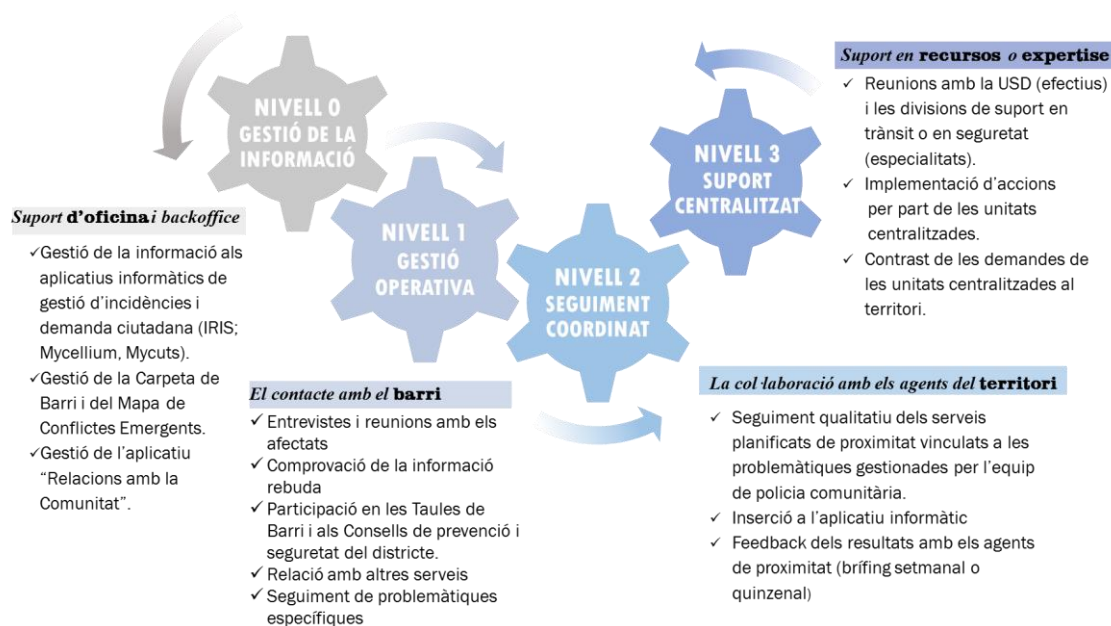 NIVELL 0
GESTIÓ DE LA
INFORMACIÓ
Suport d'oficina i backoffice
✓Gestió de la informació als
aplicatius informàtics de
gestió d'incidències i
demanda ciutadana (IRIS;
Mycellium, Mycuts).
✓Gestió de la Carpeta de
Barri i del Mapa de
Conflictes Emergents.
✓Gestió de l'aplicatiu
“Relacions amb la
Comunitat”.
NIVELL 1
GESTIÓ
OPERATIVA
El contacte amb el barri
✓ Entrevistes i reunions amb els
afectats
✓ Comprovació de la informació
rebuda
✓ Participació en les Taules de
Barri i als Consells de prevenció i
seguretat del districte.
✓ Relació amb altres serveis
✓ Seguiment de problemàtiques
específiques
NIVELL 2
SEGUIMENT
COORDINAT
La col·laboració amb els agents del territori
✓ Seguiment qualitatiu dels serveis
planificats de proximitat vinculats a les
problemàtiques gestionades per l'equip
de policia comunitària.
✓ Inserció a l'aplicatiu informàtic
✓ Feedback dels resultats amb els agents
de proximitat (brífing setmanal o
quinzenal)
NIVELL 3
SUPORT
CENTRALITZAT
Suport en recursos o expertise
✓ Reunions amb la USD (efectius)
i les divisions de suport en
trànsit o en seguretat
(especialitats).
✓ Implementació d'accions
per part de les unitats
centralitzades.
✓ Contrast de les demandes de
les unitats centralitzades al
territori.